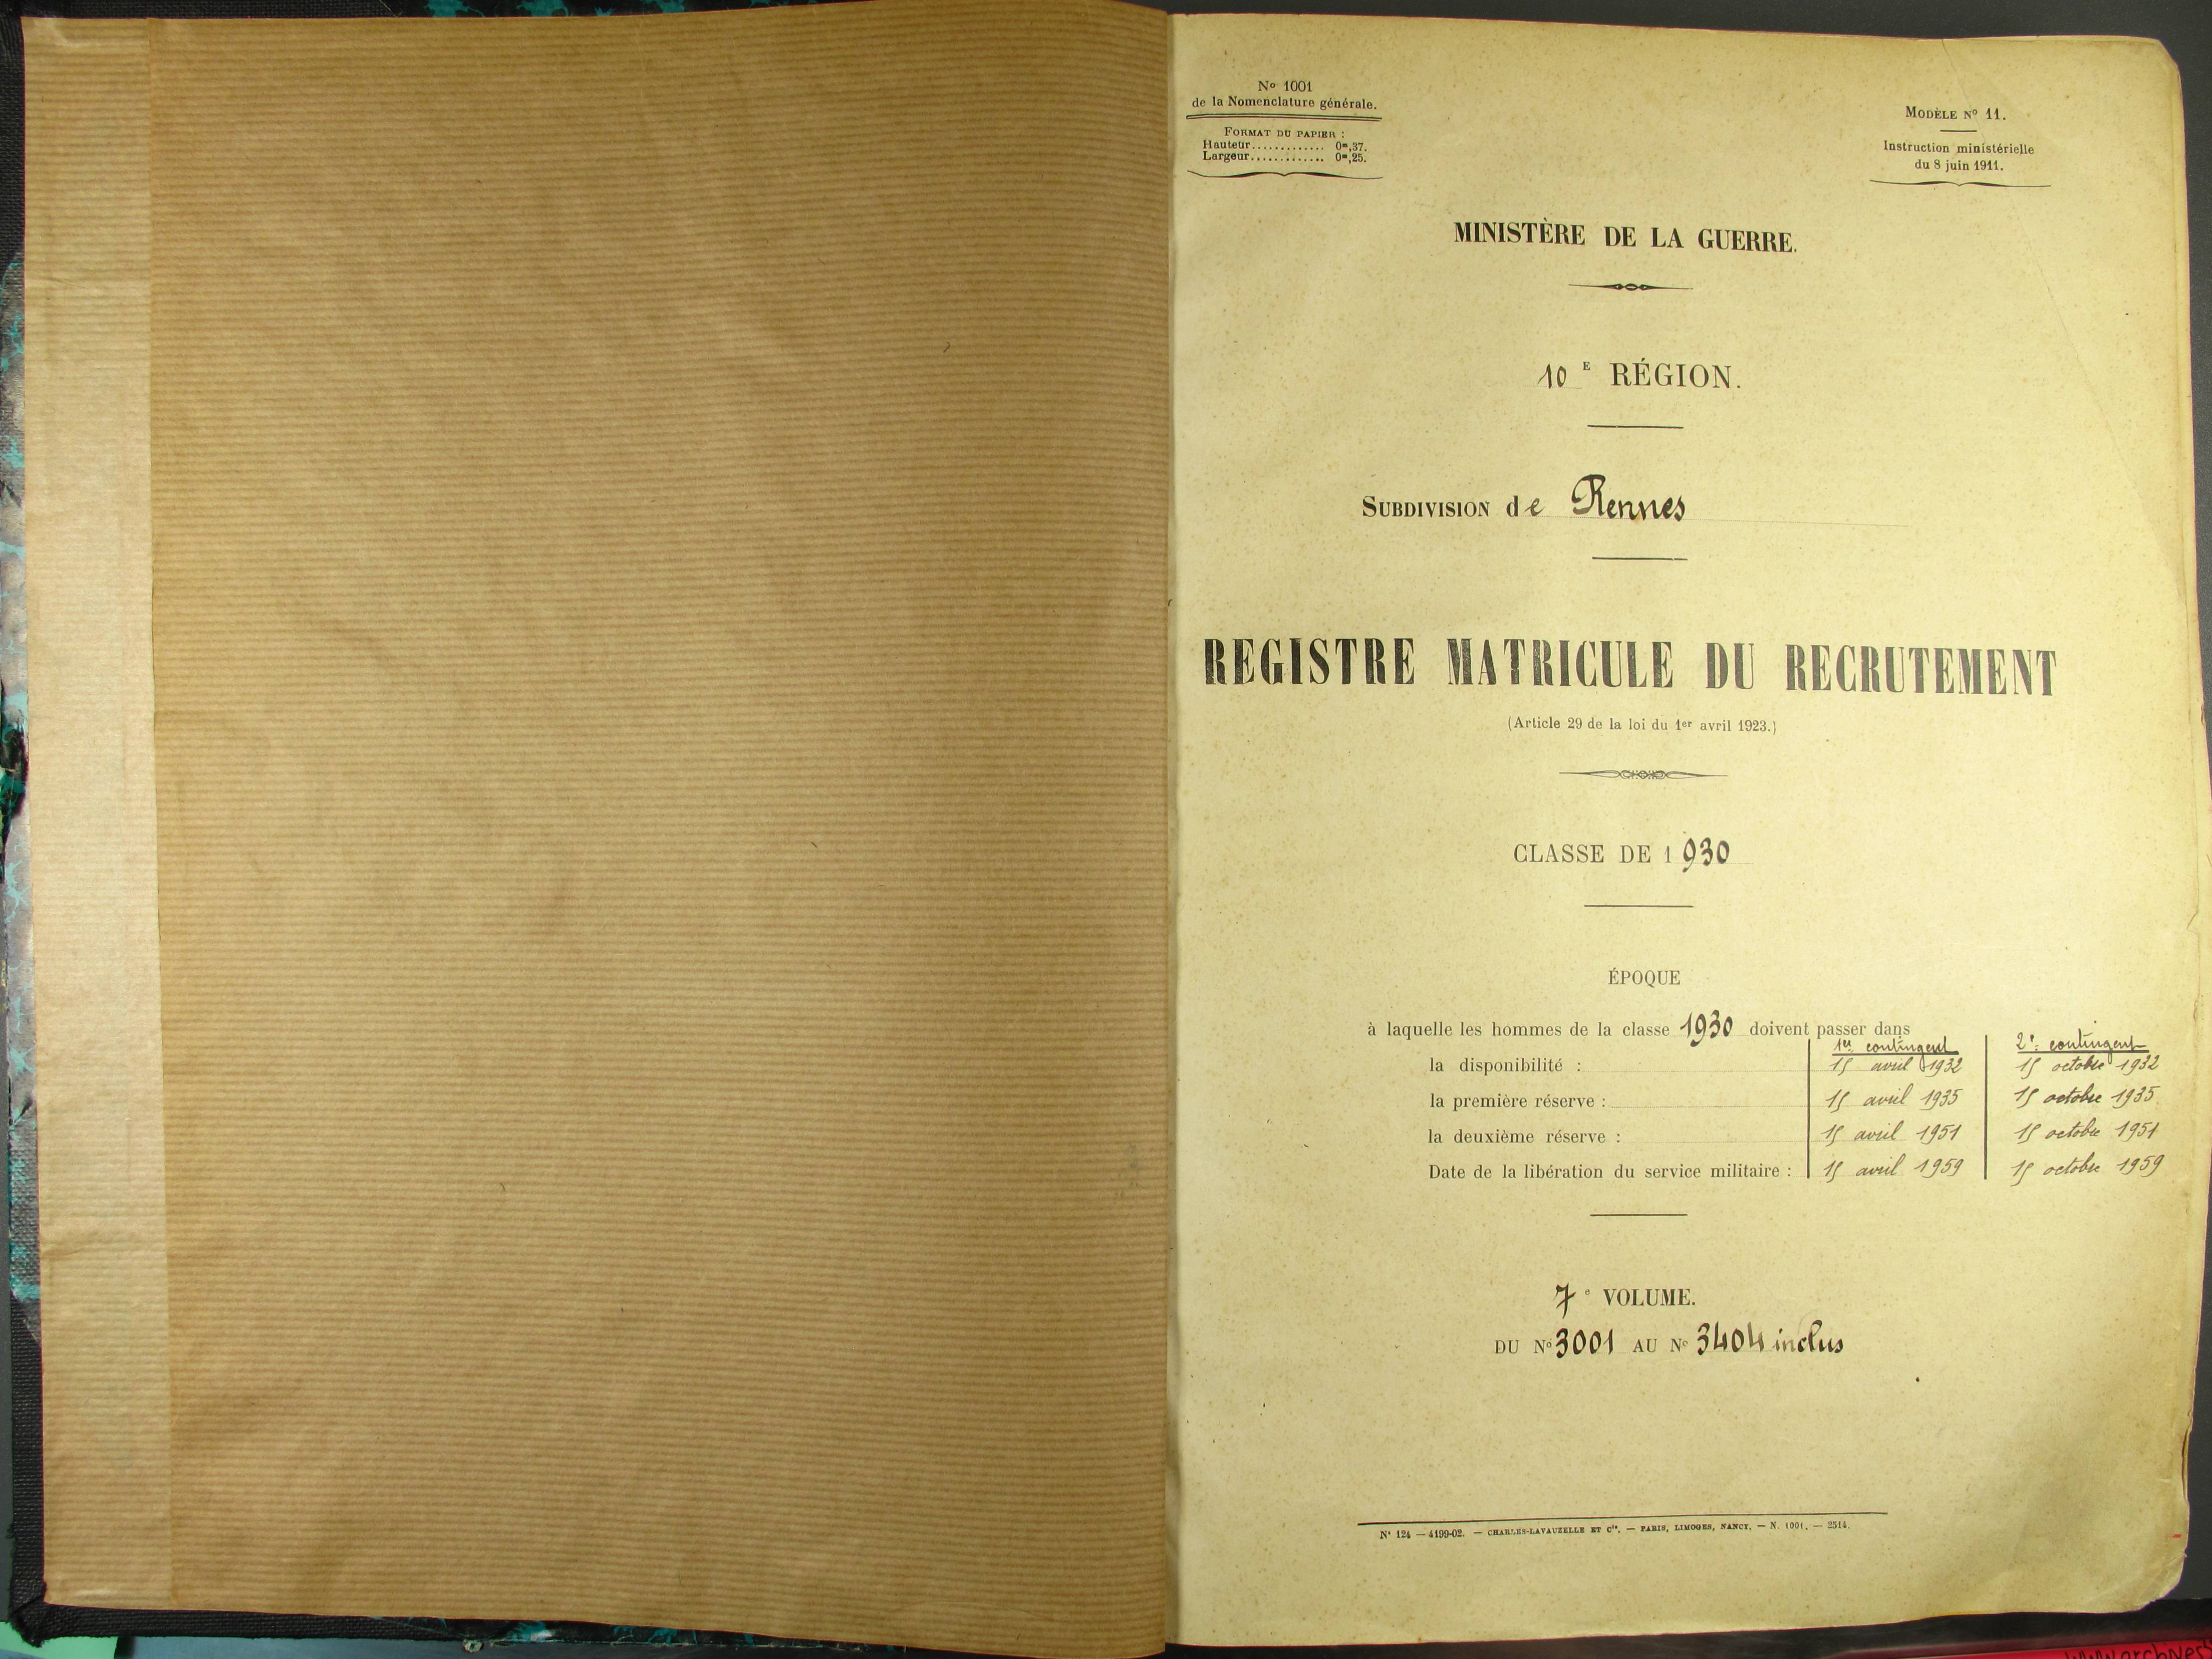 No 1001
de la Nomenclature générale.
FORMAT DU PAPIER :
Hauteur............. 0m,37.
Largeur............. 0m,25.
MODÈLE No 11.
Instruction ministérielle
du 8 juin 1911.
MINISTÈRE DE LA GUERRE.
10E RÉGION.
SUBDIVISION de Rennes
REGISTRE MATRICULE DU RECRUTEMENT
(Article 29 de la loi du 1er avril 1923.)
CLASSE DE 1930
ÉPOQUE
à laquelle les hommes de la classe 1930 doivent passer dans
1er contingent 2e contingent
la disponibilité : 15 avril 1932 15 octobre 1932
la première réserve : 15 avril 1935 15 octobre 1935
la deuxième réserve : 15 avril 1951 15 octobre 1951
Date de la libération du service militaire : 15 avril 1959 15 octobre 1959
7e VOLUME.
DU No 3001 AU No 3404 inclus
No 124 — 4199-02. — CHARLES-LAVAUZELLE ET Cie. — PARIS, LIMOGES, NANCY. — N. 1001. — 2514.